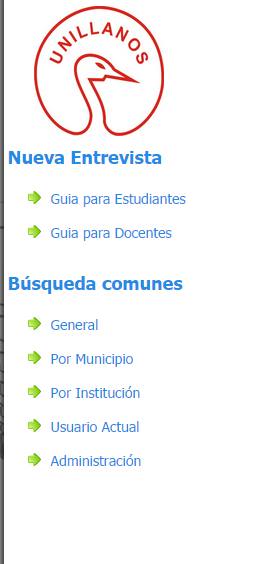 UNILLANOS
Nueva Entrevista
Guia para Estudiantes
Guia para Docentes
Búsqueda comunes
General
Por Municipio
Por Institución
Usuario Actual
Administración